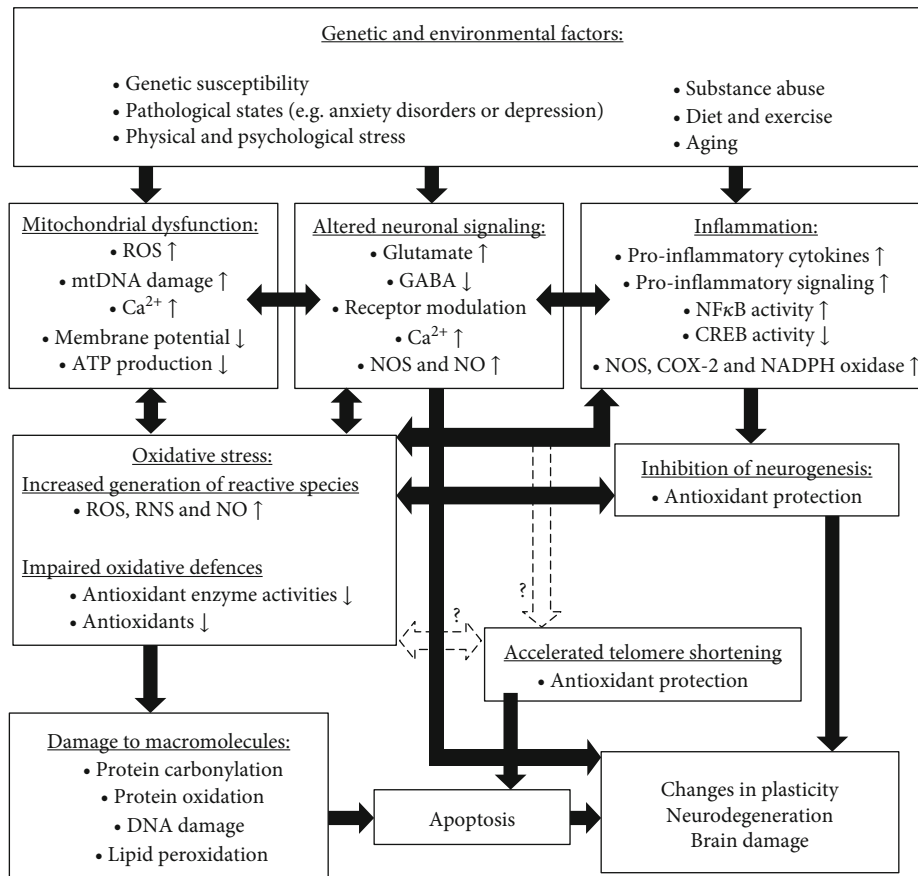 Genetic and environmental factors:
• Genetic susceptibility
• Pathological states (e.g. anxiety disorders or depression)
• Physical and psychological stress
• Substance abuse
• Diet and exercise
• Aging
Mitochondrial dysfunction:
• ROS ↑
• mtDNA damage ↑
• Ca²⁺ ↑
• Membrane potential ↓
• ATP production ↓
Altered neuronal signaling:
• Glutamate ↑
• GABA ↓
• Receptor modulation
• Ca²⁺ ↑
• NOS and NO ↑
Inflammation:
• Pro-inflammatory cytokines ↑
• Pro-inflammatory signaling ↑
• NFκB activity ↑
• CREB activity ↓
• NOS, COX-2 and NADPH oxidase ↑
Oxidative stress:
Increased generation of reactive species
• ROS, RNS and NO ↑
Impaired oxidative defences
• Antioxidant enzyme activities ↓
• Antioxidants ↓
Inhibition of neurogenesis:
• Antioxidant protection
?
?
Accelerated telomere shortening
• Antioxidant protection
Damage to macromolecules:
• Protein carbonylation
• Protein oxidation
• DNA damage
• Lipid peroxidation
Apoptosis
Changes in plasticity
Neurodegeneration
Brain damage